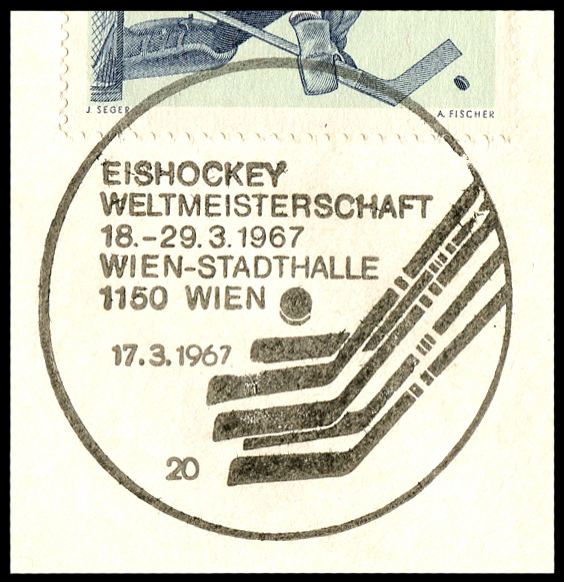 J. SEGER
A. FISCHER
EISHOCKEY
WELTMEISTERSCHAFT
18.-29.3.1967
WIEN-STADTHALLE
1150 WIEN
17.3.1967
20